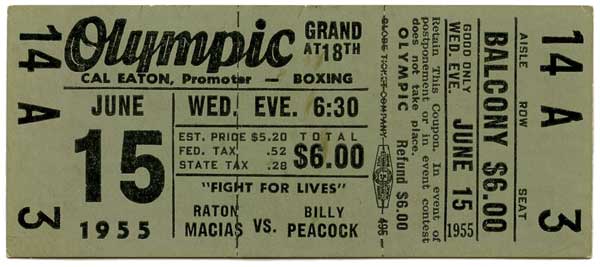 14 A 3
Olympic
GRAND
AT 18TH
CAL EATON, Promoter — BOXING
JUNE
15
1955
WED. EVE. 6:30
EST. PRICE $5.20 TOTAL
FED. TAX .52
STATE TAX .28
$6.00
"FIGHT FOR LIVES"
RATON
MACIAS
VS.
BILLY
PEACOCK
GLOBE TICKET COMPANY
496
Retain This Coupon. In event of
postponement or in event contest
does not take place.
OLYMPIC Refund $6.00
GOOD ONLY
WED. EVE. JUNE 15 1955
BALCONY $6.00
AISLE ROW SEAT
14 A 3